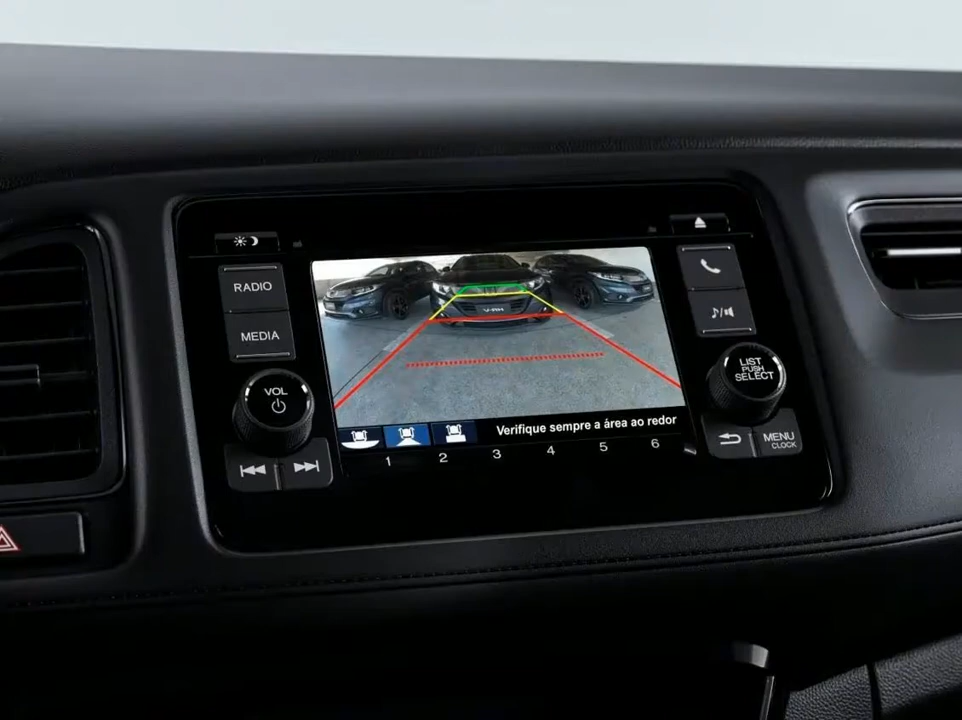 RADIO
MEDIA
VOL
LIST
PUSH
SELECT
Verifique sempre a área ao redor
1 2 3 4 5 6
MENU
CLOCK